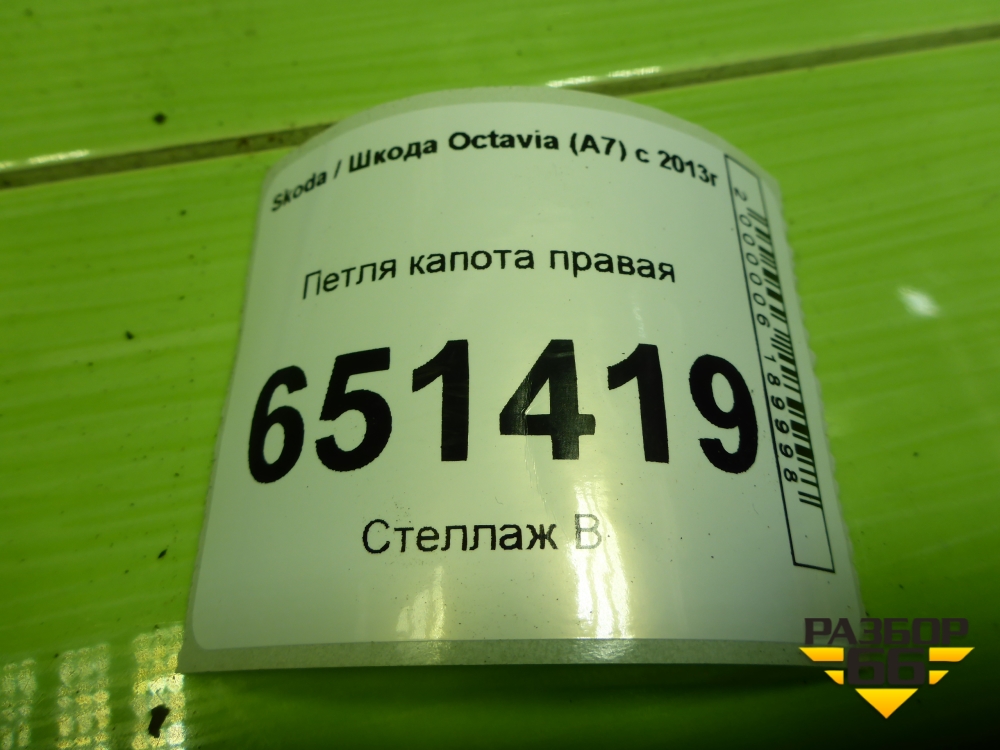 Skoda / Шкода Octavia (A7) с 2013г
Петля капота правая
651419
Стеллаж В
2000006189998
РАЗБОР
66